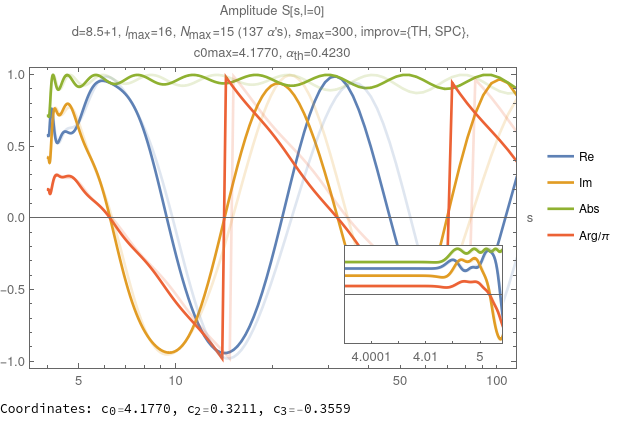 Amplitude S[s,l=0]
d=8.5+1, lmax=16, Nmax=15 (137 α's), smax=300, improv={TH, SPC},
c0max=4.1770, αth=0.4230
1.0
0.5
0.0
−0.5
−1.0
5
10
50
100
s
4.0001
4.01
5
Re
Im
Abs
Arg/π
Coordinates: c0=4.1770, c2=0.3211, c3=-0.3559